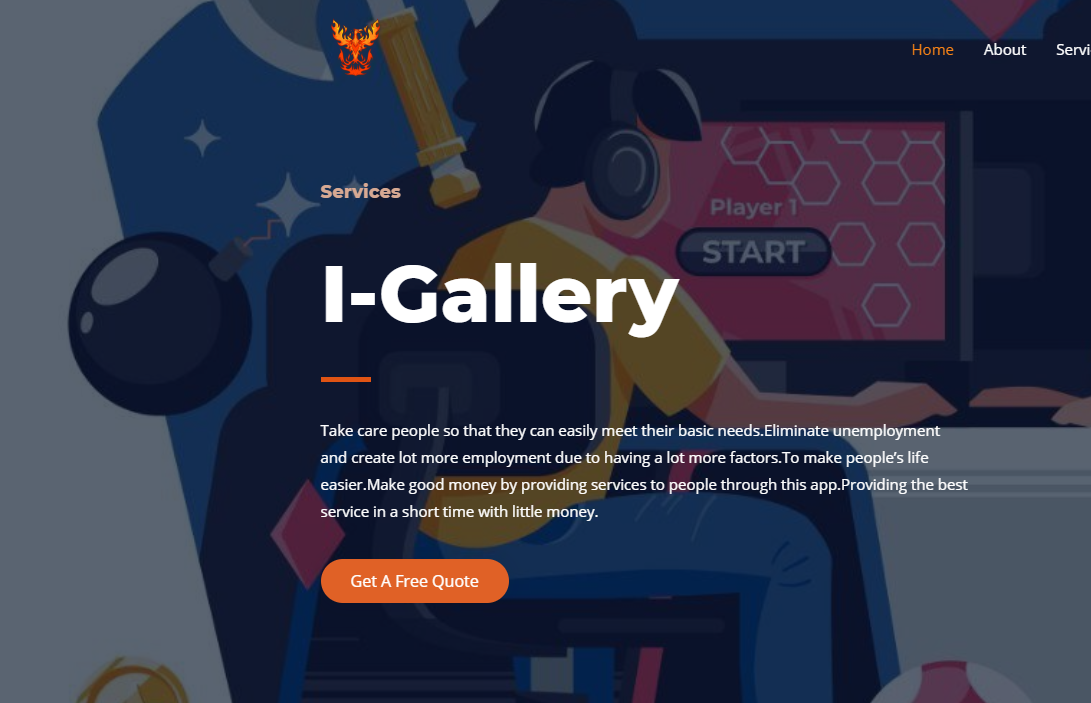 Home About
Services
Player 1
START
I-Gallery
Take care people so that they can easily meet their basic needs.Eliminate unemployment
and create lot more employment due to having a lot more factors.To make people’s life
easier.Make good money by providing services to people through this app.Providing the best
service in a short time with little money.
Get A Free Quote